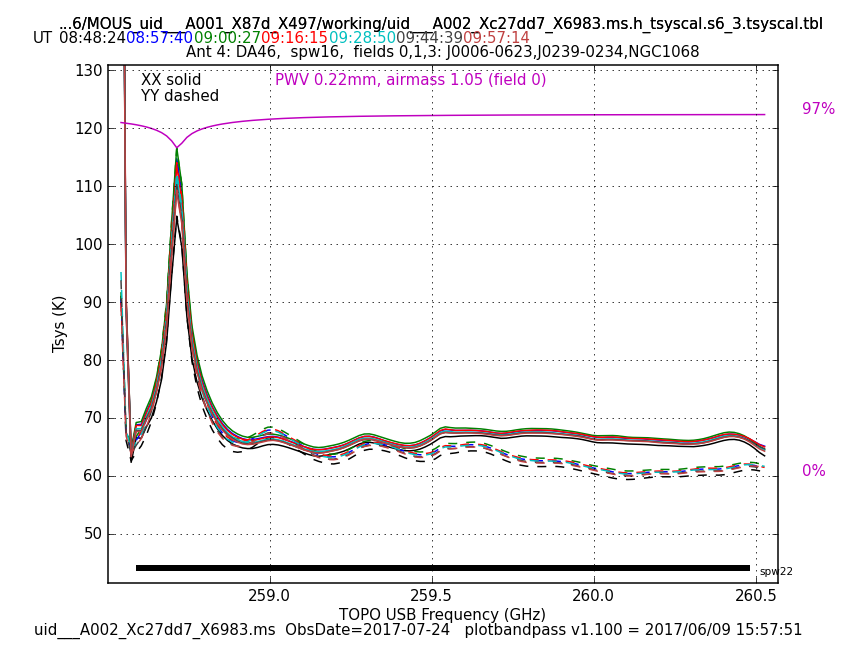 ...6/MOUS_uid___A001_X87d_X497/working/uid___A002_Xc27dd7_X6983.ms.h_tsyscal.s6_3.tsyscal.tbl
UT 08:48:24 08:57:40 09:00:27 09:16:15 09:28:50 09:44:39 09:57:14
Ant 4: DA46, spw16, fields 0,1,3: J0006-0623,J0239-0234,NGC1068
XX solid
YY dashed
PWV 0.22mm, airmass 1.05 (field 0)
97%
0%
130
120
110
100
90
80
70
60
50
Tsys (K)
spw22
259.0 259.5 260.0 260.5
TOPO USB Frequency (GHz)
uid___A002_Xc27dd7_X6983.ms ObsDate=2017-07-24 plotbandpass v1.100 = 2017/06/09 15:57:51